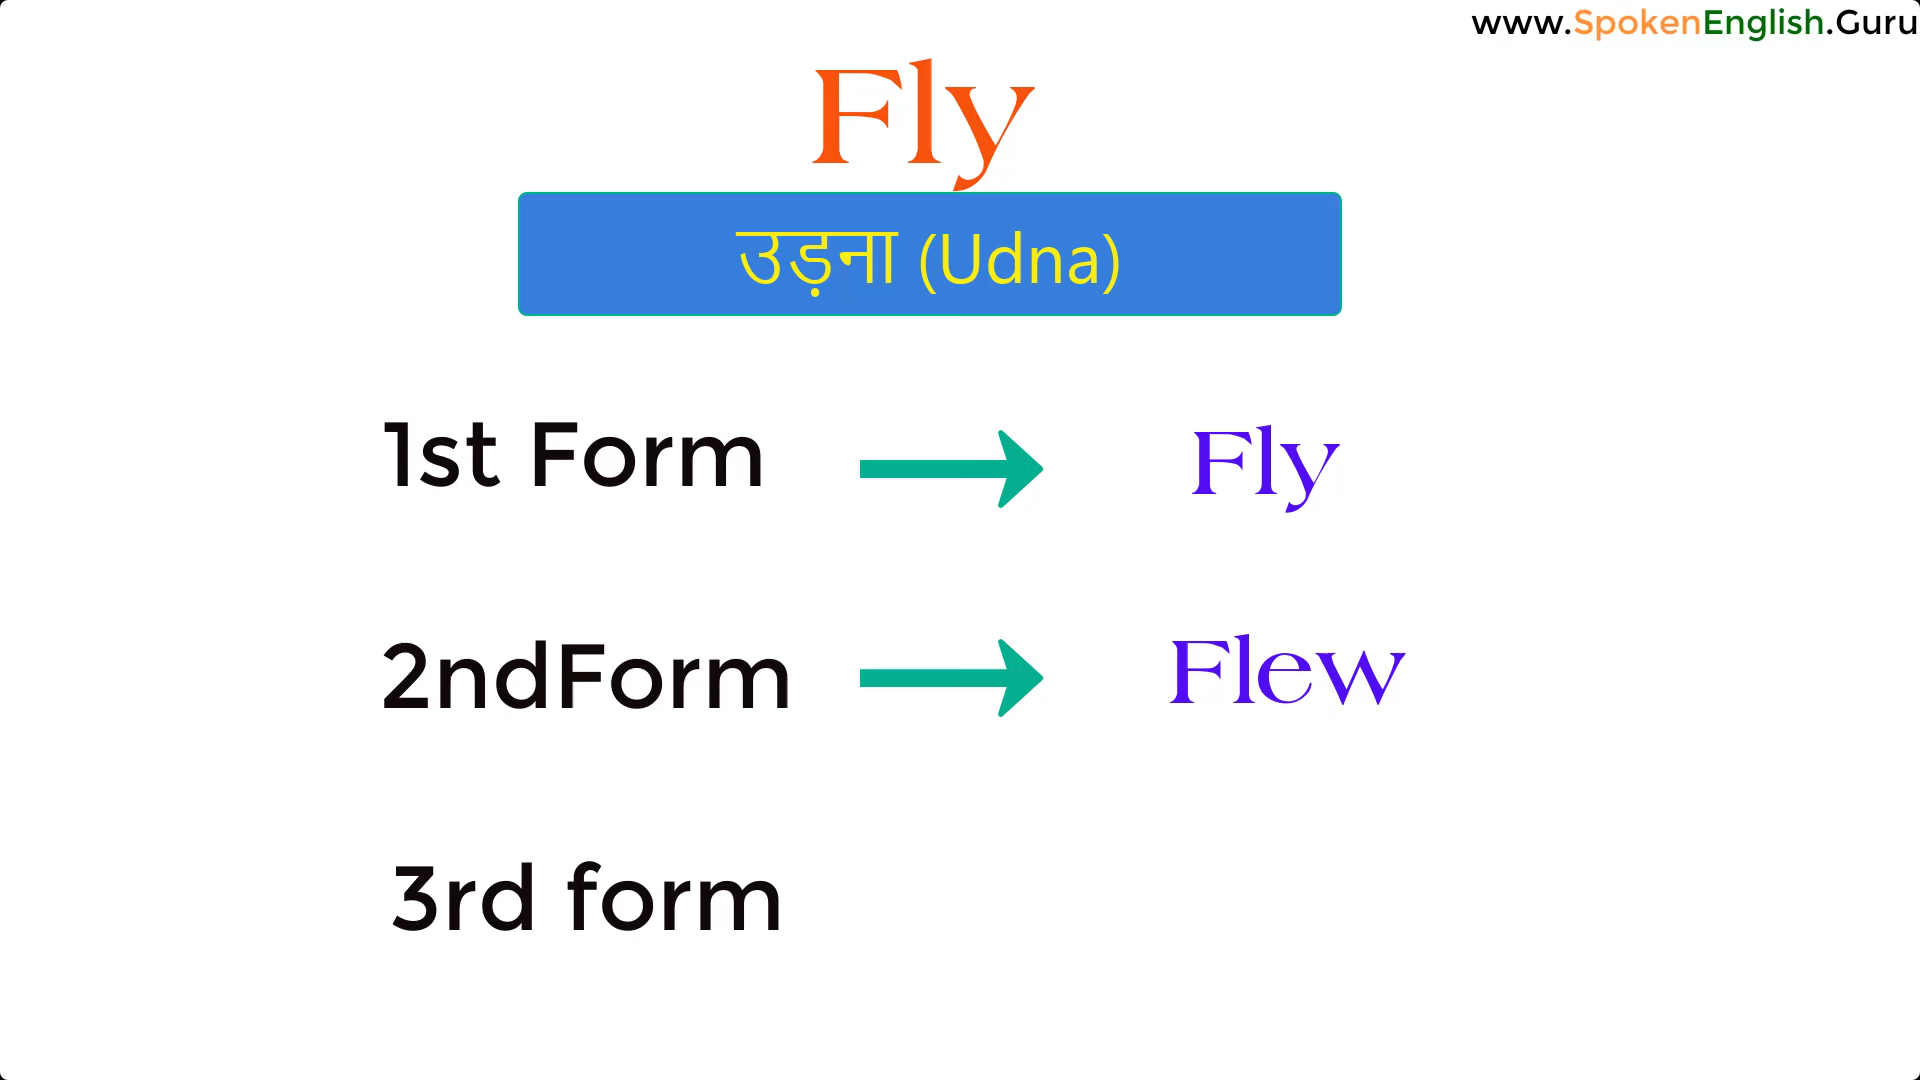 www.SpokenEnglish.Guru
Fly
उड़ना (Udna)
1st Form Fly
2ndForm Flew
3rd form